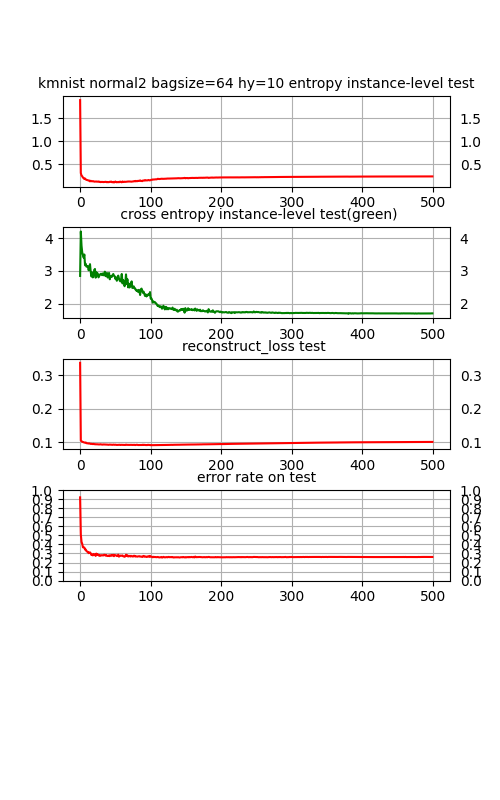 kmnist normal2 bagsize=64 hy=10 entropy instance-level test
1.5 1.5
1.0 1.0
0.5 0.5
0 100 200 300 400 500
cross entropy instance-level test(green)
4 4
3 3
2 2
0 100 200 300 400 500
reconstruct_loss test
0.3 0.3
0.2 0.2
0.1 0.1
0 100 200 300 400 500
error rate on test
1.0 1.0
0.9 0.9
0.8 0.8
0.7 0.7
0.6 0.6
0.5 0.5
0.4 0.4
0.3 0.3
0.2 0.2
0.1 0.1
0.0 0.0
0 100 200 300 400 500